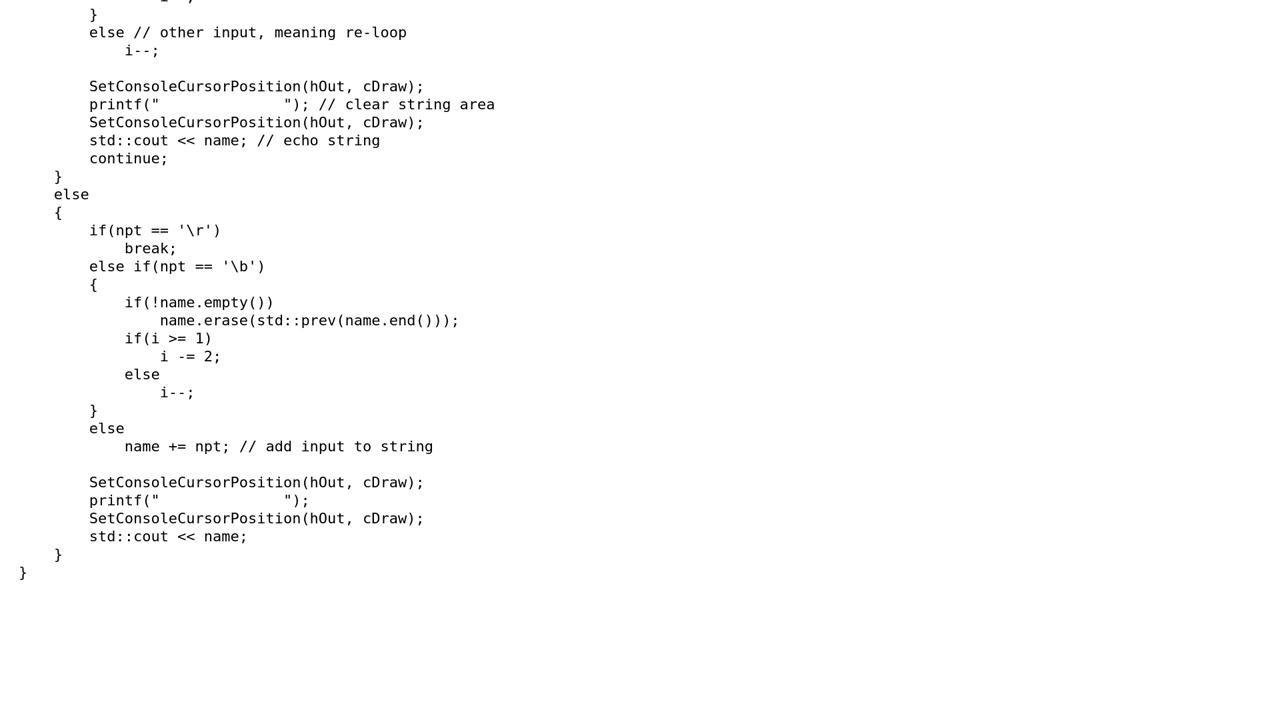 }
        else // other input, meaning re-loop
            i--;

        SetConsoleCursorPosition(hOut, cDraw);
        printf("              "); // clear string area
        SetConsoleCursorPosition(hOut, cDraw);
        std::cout << name; // echo string
        continue;
    }
    else
    {
        if(npt == '\r')
            break;
        else if(npt == '\b')
        {
            if(!name.empty())
                name.erase(std::prev(name.end()));
            if(i >= 1)
                i -= 2;
            else
                i--;
        }
        else
            name += npt; // add input to string

        SetConsoleCursorPosition(hOut, cDraw);
        printf("              ");
        SetConsoleCursorPosition(hOut, cDraw);
        std::cout << name;
    }
}